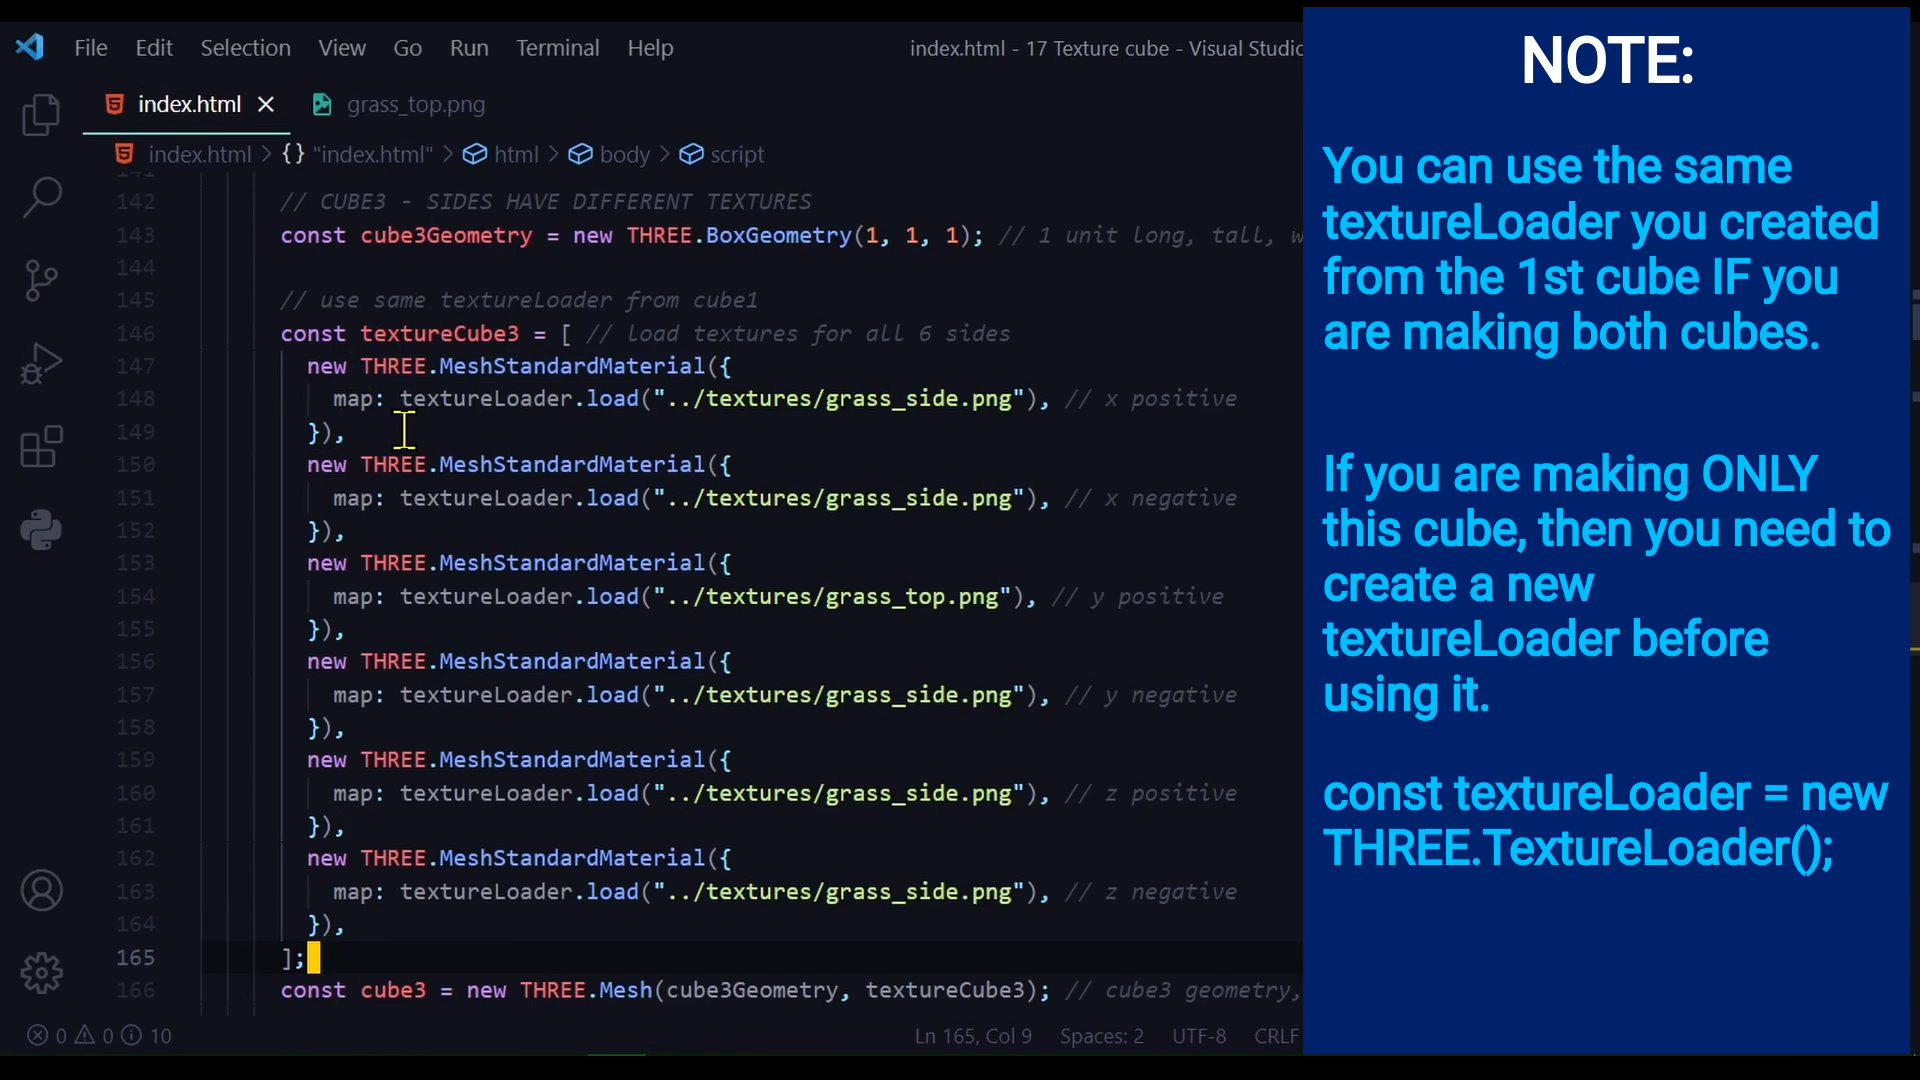 File Edit Selection View Go Run Terminal Help
index.html - 17 Texture cube - Visual Studio
index.html
grass_top.png
index.html > {} "index.html" > html > body > script
141
142 // CUBE3 - SIDES HAVE DIFFERENT TEXTURES
143 const cube3Geometry = new THREE.BoxGeometry(1, 1, 1); // 1 unit long, tall, w
144
145 // use same textureLoader from cube1
146 const textureCube3 = [ // load textures for all 6 sides
147 new THREE.MeshStandardMaterial({
148 map: textureLoader.load("../textures/grass_side.png"), // x positive
149 }),
150 new THREE.MeshStandardMaterial({
151 map: textureLoader.load("../textures/grass_side.png"), // x negative
152 }),
153 new THREE.MeshStandardMaterial({
154 map: textureLoader.load("../textures/grass_top.png"), // y positive
155 }),
156 new THREE.MeshStandardMaterial({
157 map: textureLoader.load("../textures/grass_side.png"), // y negative
158 }),
159 new THREE.MeshStandardMaterial({
160 map: textureLoader.load("../textures/grass_side.png"), // z positive
161 }),
162 new THREE.MeshStandardMaterial({
163 map: textureLoader.load("../textures/grass_side.png"), // z negative
164 }),
165 ];
166 const cube3 = new THREE.Mesh(cube3Geometry, textureCube3); // cube3 geometry,
0 0 10
Ln 165, Col 9 Spaces: 2 UTF-8 CRLF
NOTE:
You can use the same
textureLoader you created
from the 1st cube IF you
are making both cubes.
If you are making ONLY
this cube, then you need to
create a new
textureLoader before
using it.
const textureLoader = new
THREE.TextureLoader();